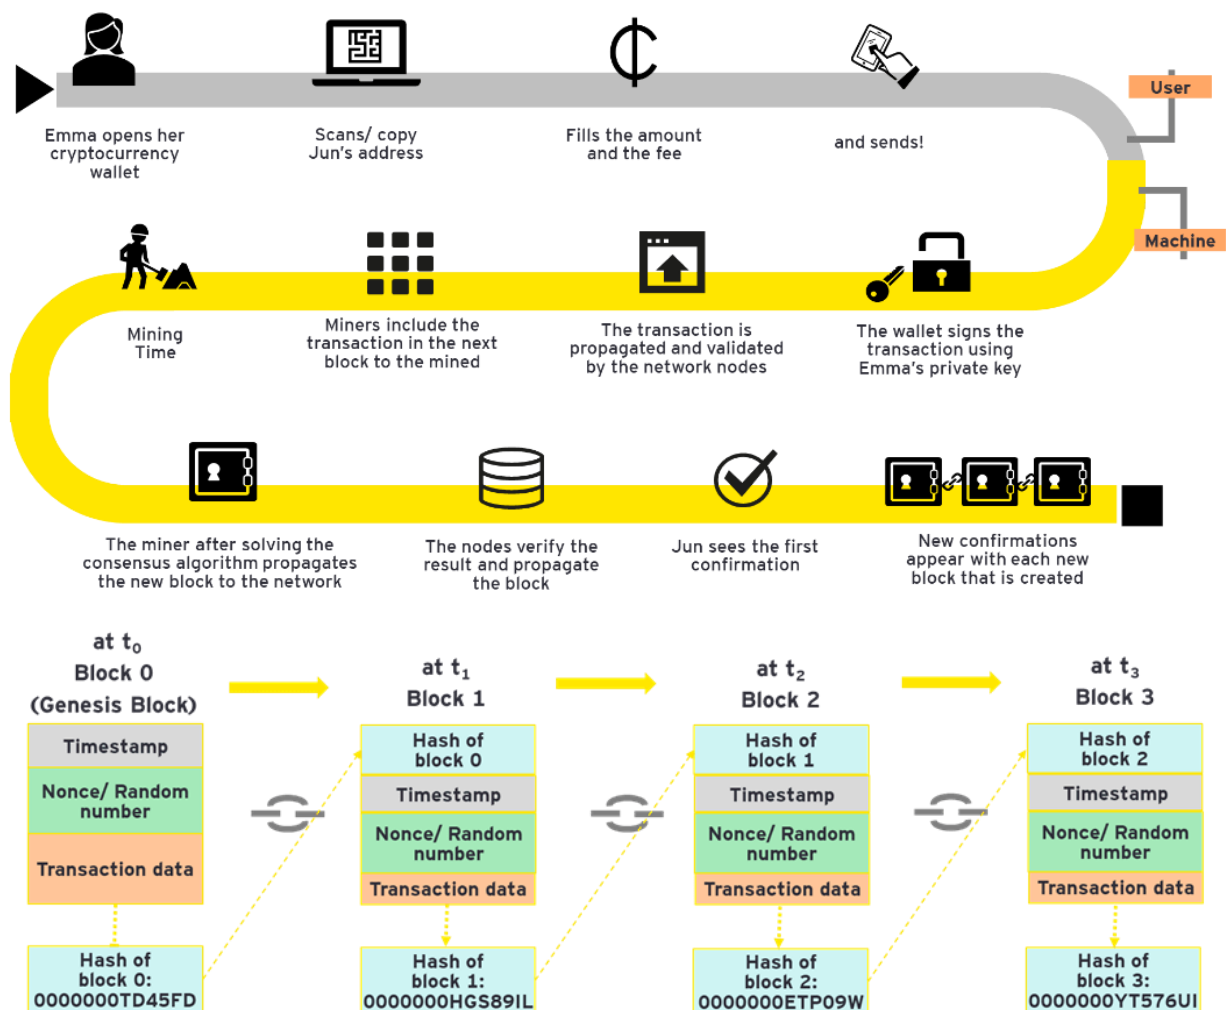 Emma opens her
cryptocurrency
wallet
Scans/ copy
Jun's address
Fills the amount
and the fee
and sends!
User
Machine
Mining
Time
Miners include the
transaction in the next
block to the mined
The transaction is
propagated and validated
by the network nodes
The wallet signs the
transaction using
Emma's private key
The miner after solving the
consensus algorithm propagates
the new block to the network
The nodes verify the
result and propagate
the block
Jun sees the first
confirmation
New confirmations
appear with each new
block that is created
at t0
Block 0
(Genesis Block)
Timestamp
Nonce/ Random
number
Transaction data
Hash of
block 0:
0000000TD45FD
at t1
Block 1
Hash of
block 0
Timestamp
Nonce/ Random
number
Transaction data
Hash of
block 1:
0000000HGS89IL
at t2
Block 2
Hash of
block 1
Timestamp
Nonce/ Random
number
Transaction data
Hash of
block 2:
0000000ETP09W
at t3
Block 3
Hash of
block 2
Timestamp
Nonce/ Random
number
Transaction data
Hash of
block 3:
0000000YT576UI